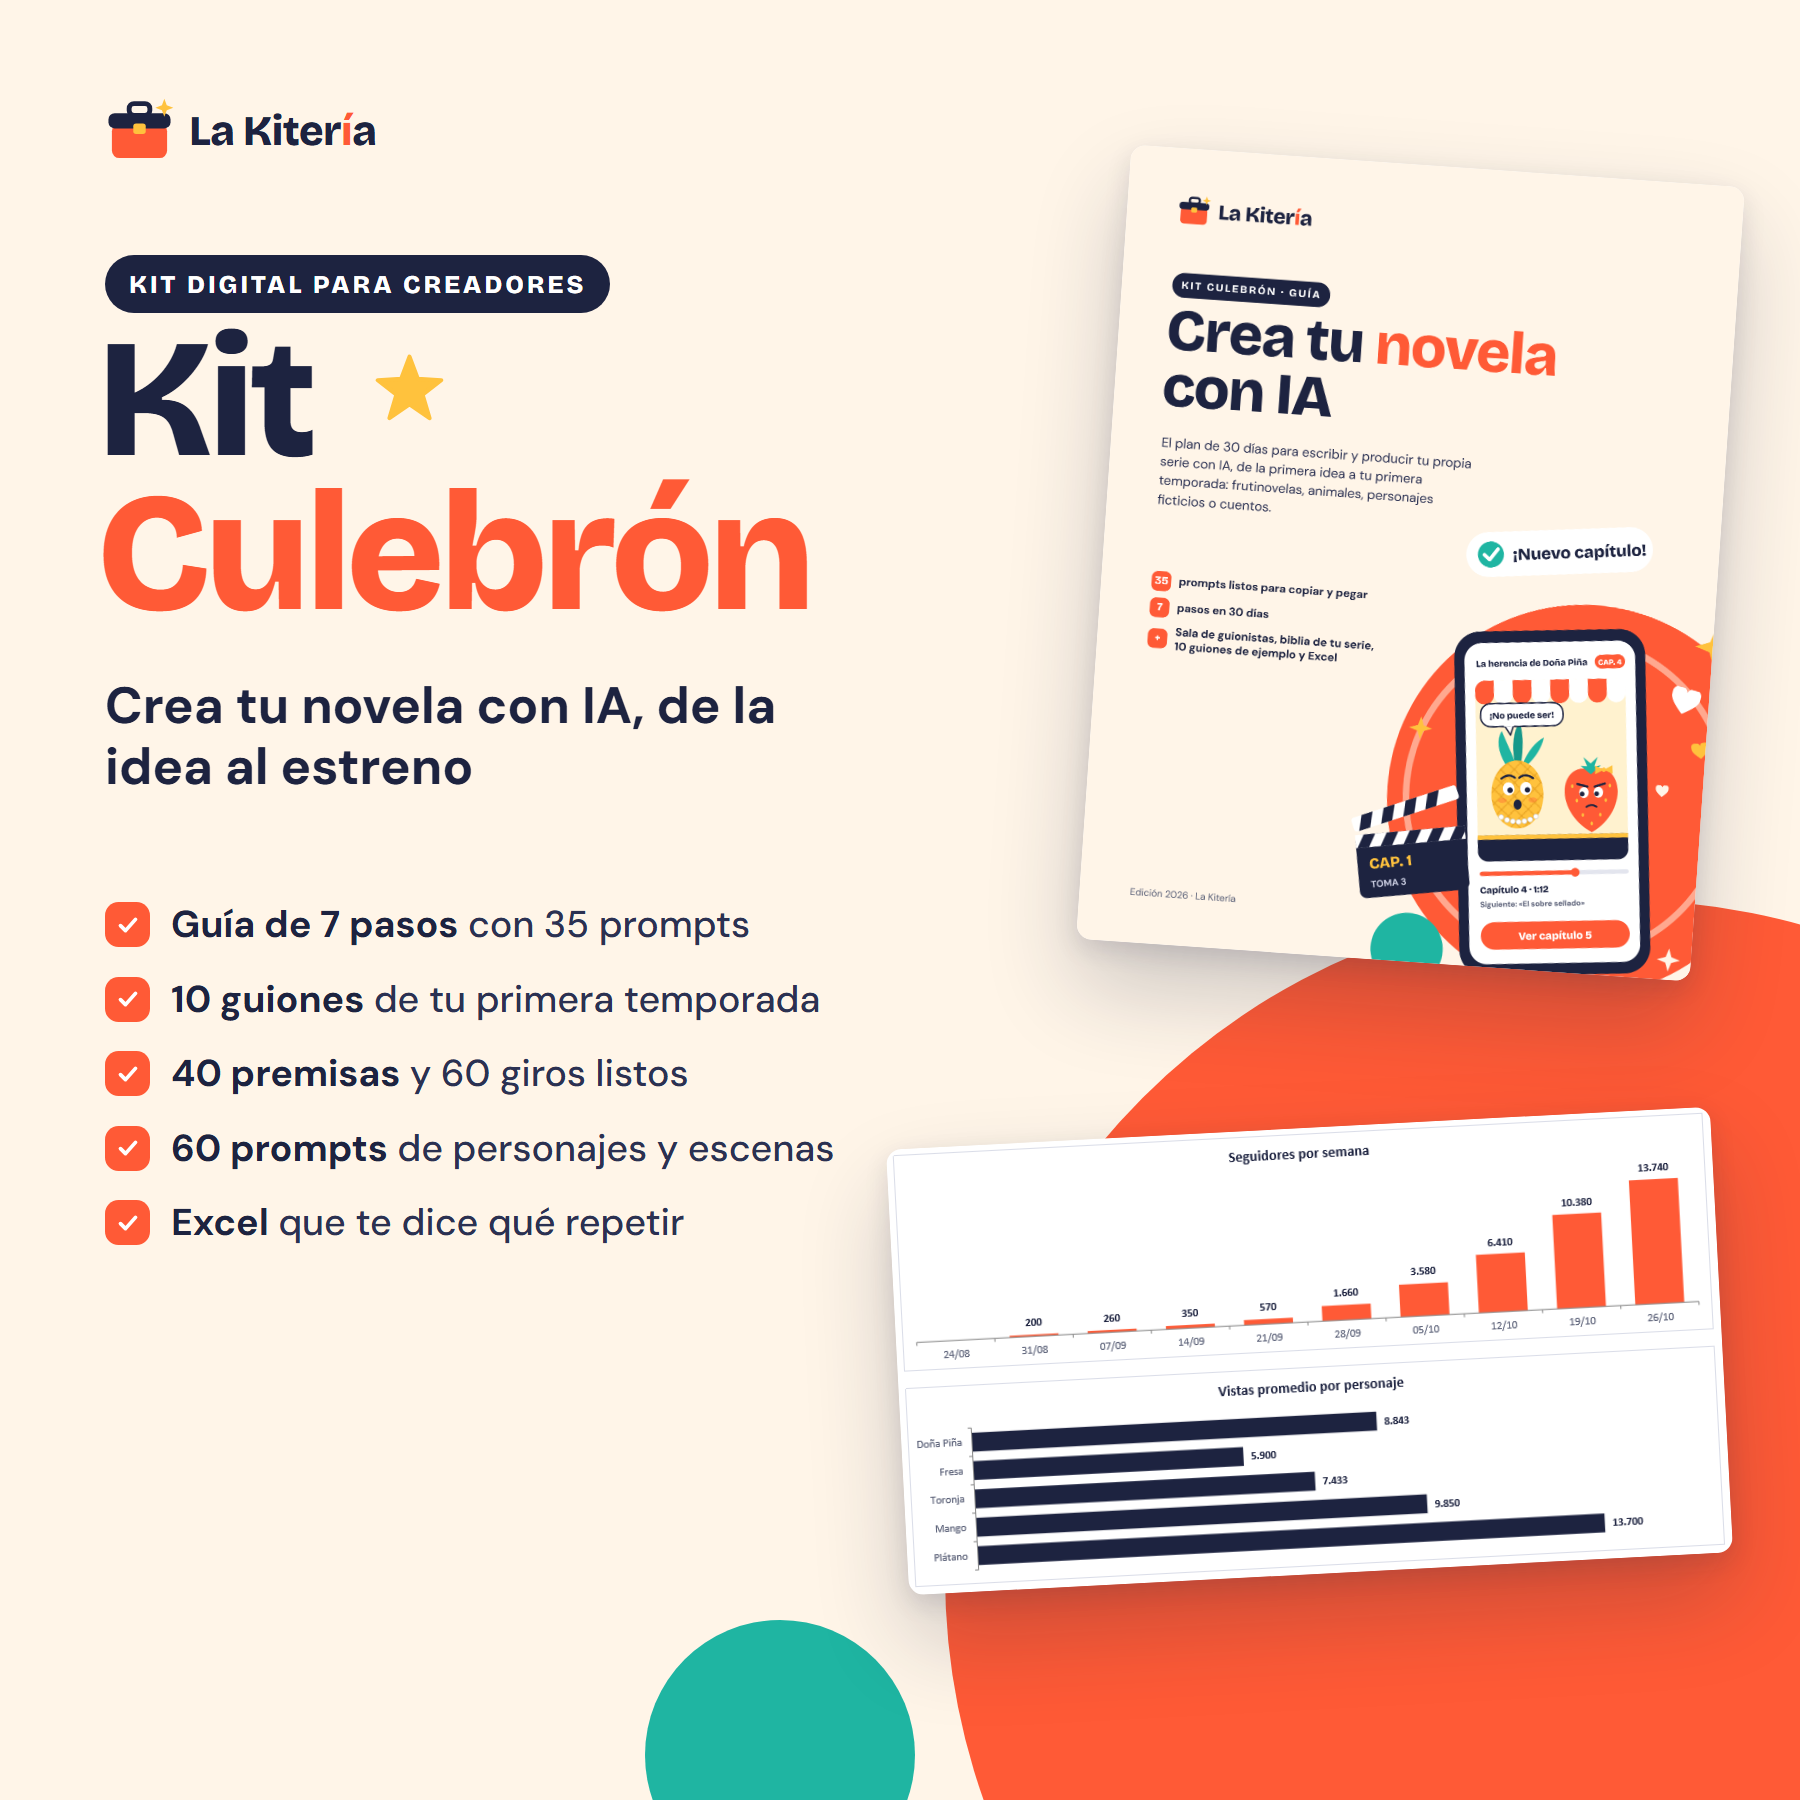 La Kitería
KIT DIGITAL PARA CREADORES
Kit
Culebrón
Crea tu novela con IA, de la
idea al estreno
Guía de 7 pasos con 35 prompts
10 guiones de tu primera temporada
40 premisas y 60 giros listos
60 prompts de personajes y escenas
Excel que te dice qué repetir
La Kitería
KIT CULEBRÓN · GUÍA
Crea tu novela
con IA
El plan de 30 días para escribir y producir tu propia
serie con IA, de la primera idea a tu primera
temporada: frutinovelas, animales, personajes
ficticios o cuentos.
¡Nuevo capítulo!
35 prompts listos para copiar y pegar
7 pasos en 30 días
+ Sala de guionistas, biblia de tu serie,
10 guiones de ejemplo y Excel
La herencia de Doña Piña CAP. 4
¡No puede ser!
CAP. 1
TOMA 3
Capítulo 4 · 1:12
Siguiente: «El sobre sellado»
Ver capítulo 5
Edición 2026 · La Kitería
Seguidores por semana
200 260 350 570 1.660 3.580 6.410 10.380 13.740
24/08 31/08 07/09 14/09 21/09 28/09 05/10 12/10 19/10 26/10
Vistas promedio por personaje
Doña Piña 8.843
Fresa 5.900
Toronja 7.433
Mango 9.850
Plátano 13.700